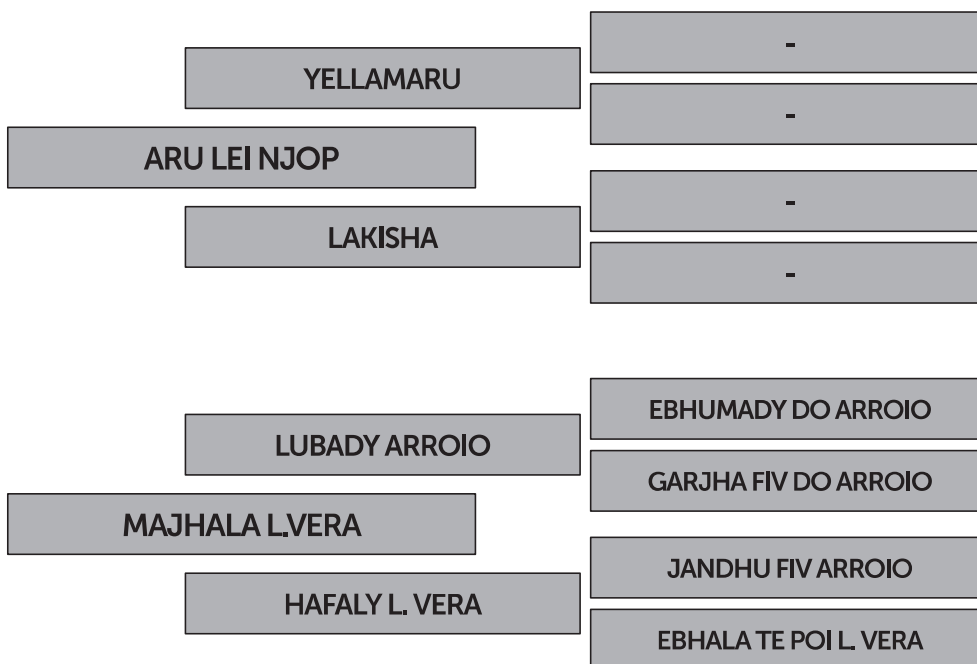 -
YELLAMARU
-
ARU LEI NJOP
-
LAKISHA
-
EBHUMADY DO ARROIO
LUBADY ARROIO
GARJHA FIV DO ARROIO
MAJHALA L.VERA
JANDHU FIV ARROIO
HAFALY L. VERA
EBHALA TE POI L. VERA